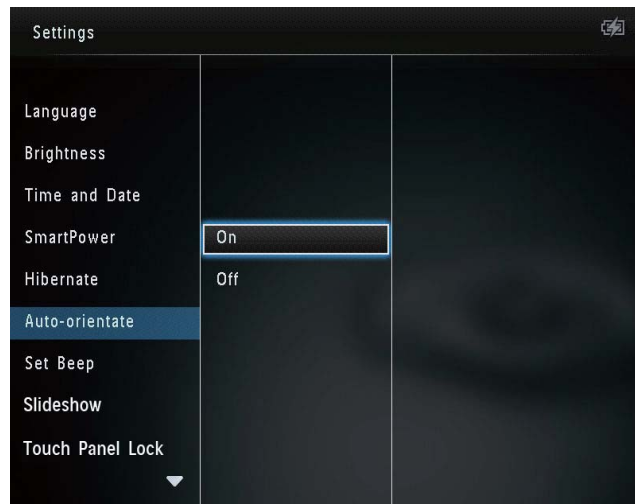 Settings
Language
Brightness
Time and Date
SmartPower
Hibernate
Auto-orientate
Set Beep
Slideshow
Touch Panel Lock
On
Off